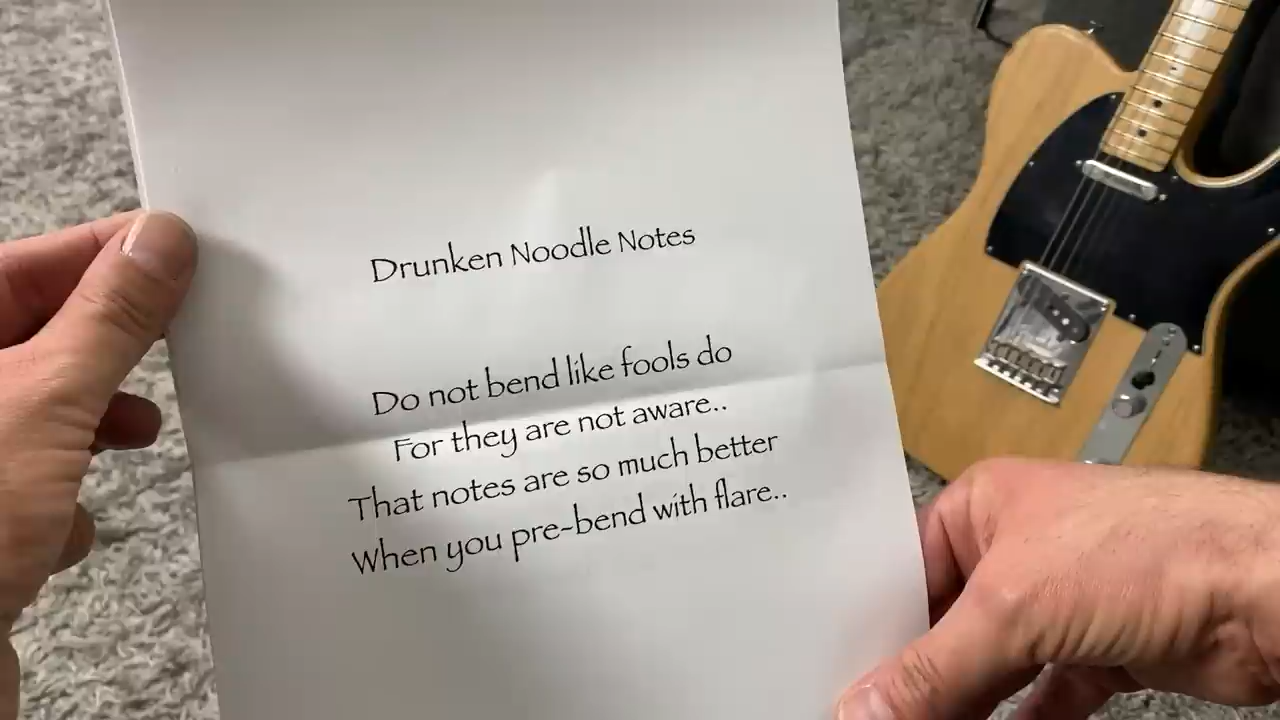 Drunken Noodle Notes
Do not bend like fools do
For they are not aware..
That notes are so much better
When you pre-bend with flare..